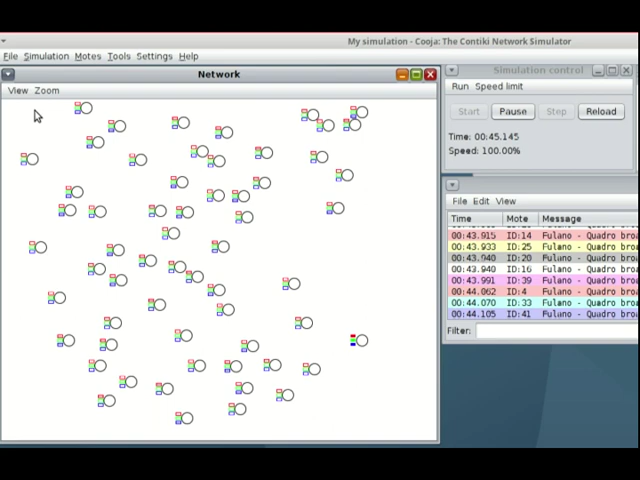 My simulation - Cooja: The Contiki Network Simulator
File Simulation Motes Tools Settings Help
Network
View Zoom
Simulation control
Run Speed limit
Start Pause Step Reload
Time: 00:45.145
Speed: 100.00%
File Edit View
Time Mote Message
00:43.915 ID:14 Fulano - Quadro broa
00:43.933 ID:25 Fulano - Quadro broa
00:43.940 ID:20 Fulano - Quadro broa
00:43.940 ID:16 Fulano - Quadro broa
00:43.991 ID:39 Fulano - Quadro broa
00:44.062 ID:4 Fulano - Quadro broa
00:44.070 ID:33 Fulano - Quadro broa
00:44.105 ID:41 Fulano - Quadro broa
Filter: